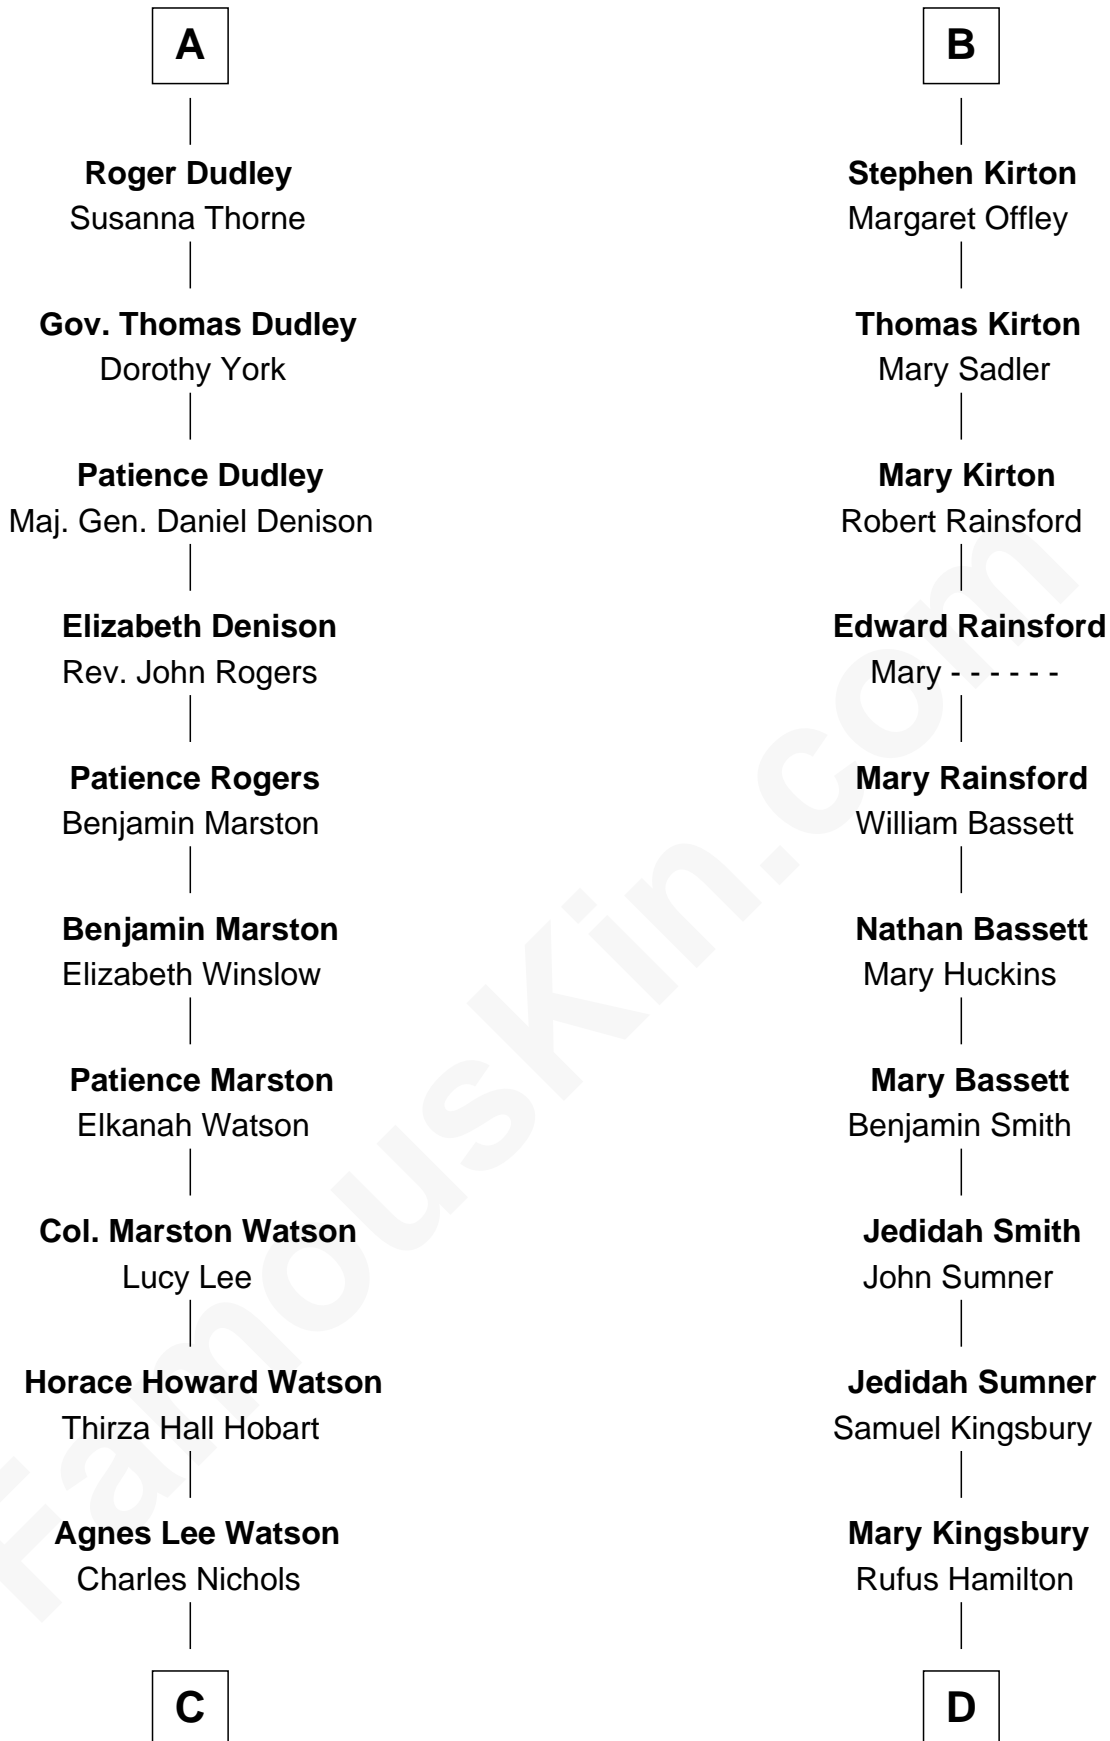 A
Roger Dudley
Susanna Thorne
Gov. Thomas Dudley
Dorothy York
Patience Dudley
Maj. Gen. Daniel Denison
Elizabeth Denison
Rev. John Rogers
Patience Rogers
Benjamin Marston
Benjamin Marston
Elizabeth Winslow
Patience Marston
Elkanah Watson
Col. Marston Watson
Lucy Lee
Horace Howard Watson
Thirza Hall Hobart
Agnes Lee Watson
Charles Nichols
C
B
Stephen Kirton
Margaret Offley
Thomas Kirton
Mary Sadler
Mary Kirton
Robert Rainsford
Edward Rainsford
Mary - - - - - -
Mary Rainsford
William Bassett
Nathan Bassett
Mary Huckins
Mary Bassett
Benjamin Smith
Jedidah Smith
John Sumner
Jedidah Sumner
Samuel Kingsbury
Mary Kingsbury
Rufus Hamilton
D
FamousKin.com